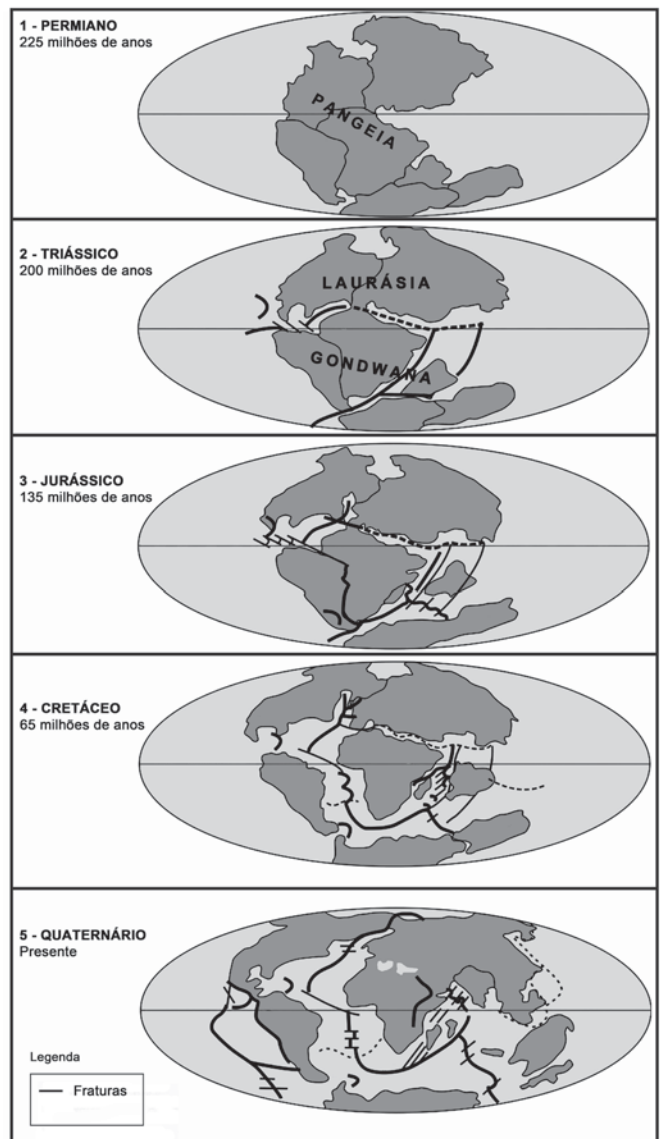 1 - PERMIANO
225 milhões de anos
PANGEIA
2 - TRIÁSSICO
200 milhões de anos
LAURÁSIA
GONDWANA
3 - JURÁSSICO
135 milhões de anos
4 - CRETÁCEO
65 milhões de anos
5 - QUATERNÁRIO
Presente
Legenda
Fraturas